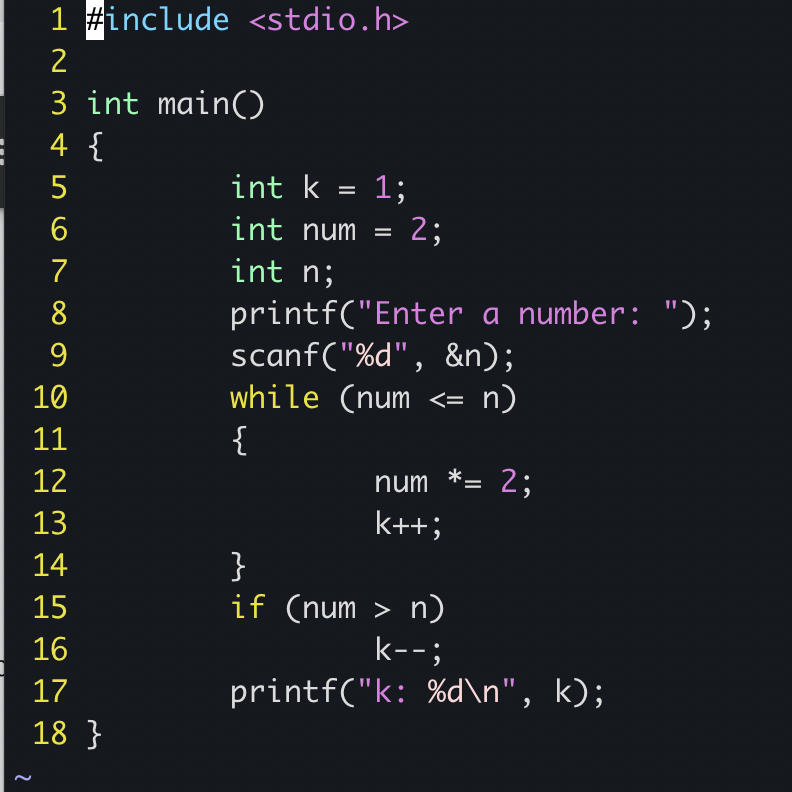 1 #include <stdio.h>
2
3 int main()
4 {
5         int k = 1;
6         int num = 2;
7         int n;
8         printf("Enter a number: ");
9         scanf("%d", &n);
10         while (num <= n)
11         {
12                 num *= 2;
13                 k++;
14         }
15         if (num > n)
16                 k--;
17         printf("k: %d\n", k);
18 }
~